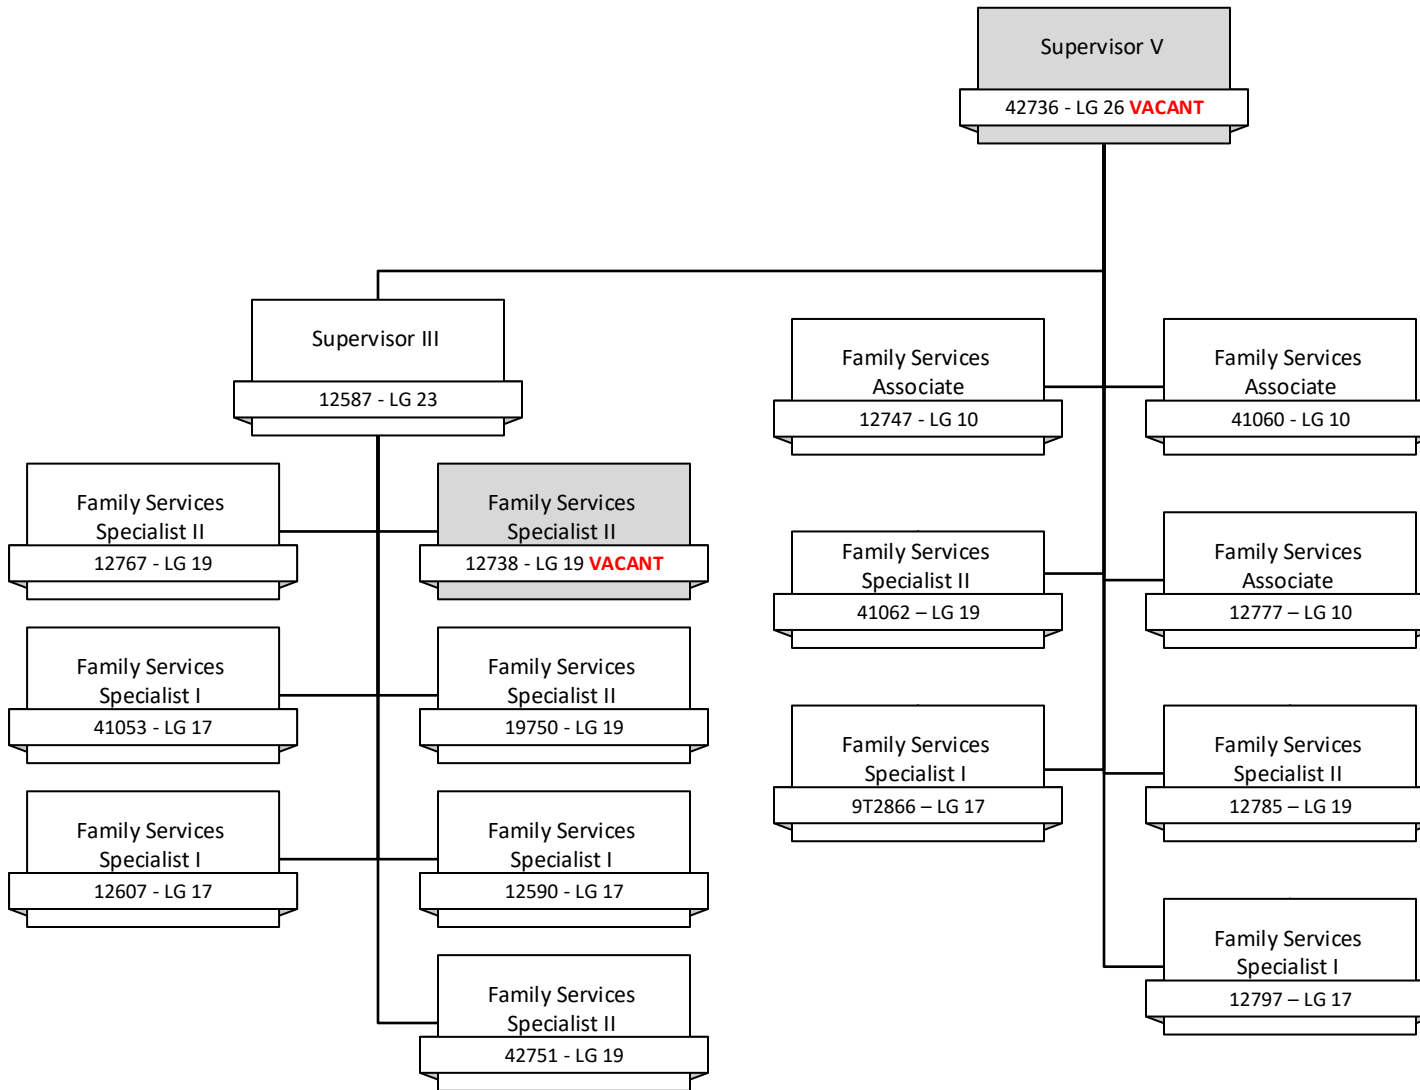 Supervisor V
42736 - LG 26 VACANT
Supervisor III
12587 - LG 23
Family Services
Specialist II
12767 - LG 19
Family Services
Specialist II
12738 - LG 19 VACANT
Family Services
Specialist I
41053 - LG 17
Family Services
Specialist II
19750 - LG 19
Family Services
Specialist I
12607 - LG 17
Family Services
Specialist I
12590 - LG 17
Family Services
Specialist II
42751 - LG 19
Family Services
Associate
12747 - LG 10
Family Services
Associate
41060 - LG 10
Family Services
Specialist II
41062 – LG 19
Family Services
Associate
12777 – LG 10
Family Services
Specialist I
9T2866 – LG 17
Family Services
Specialist II
12785 – LG 19
Family Services
Specialist I
12797 – LG 17